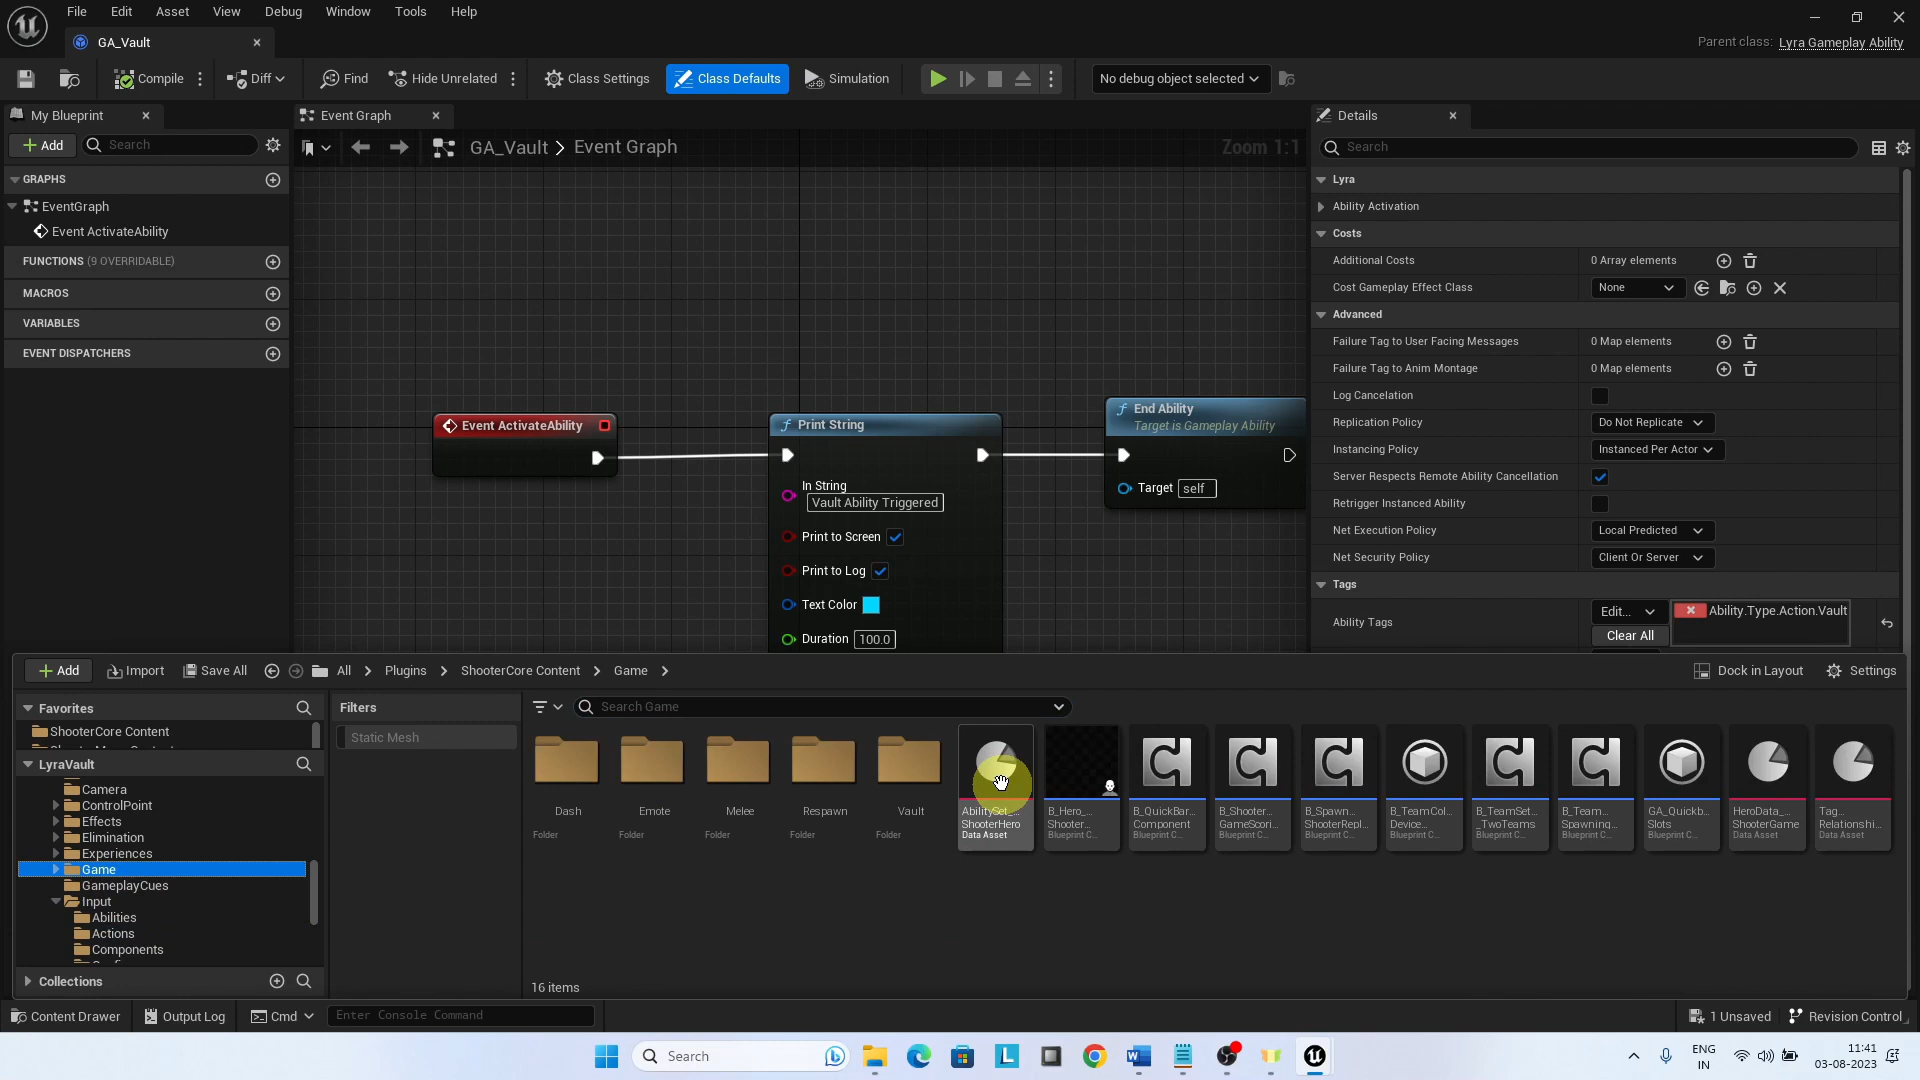 File Edit Asset View Debug Window Tools Help
GA_Vault
Parent class: Lyra Gameplay Ability
Compile Diff Find Hide Unrelated Class Settings Class Defaults Simulation No debug object selected
My Blueprint
Event Graph
Details
Add Search
GA_Vault > Event Graph
Zoom 1:1
Search
GRAPHS
EventGraph
Event ActivateAbility
FUNCTIONS (9 OVERRIDABLE)
MACROS
VARIABLES
EVENT DISPATCHERS
Event ActivateAbility
Print String
In String
Vault Ability Triggered
Print to Screen
Print to Log
Text Color
Duration 100.0
End Ability
Target is Gameplay Ability
Target self
Lyra
Ability Activation
Costs
Additional Costs 0 Array elements
Cost Gameplay Effect Class None
Advanced
Failure Tag to User Facing Messages 0 Map elements
Failure Tag to Anim Montage 0 Map elements
Log Cancelation
Replication Policy Do Not Replicate
Instancing Policy Instanced Per Actor
Server Respects Remote Ability Cancellation
Retrigger Instanced Ability
Net Execution Policy Local Predicted
Net Security Policy Client Or Server
Tags
Ability Tags Edit... Ability.Type.Action.Vault
Clear All
Add Import Save All All > Plugins > ShooterCore Content > Game >
Dock in Layout Settings
Favorites
ShooterCore Content
LyraVault
Camera
ControlPoint
Effects
Elimination
Experiences
Game
GameplayCues
Input
Abilities
Actions
Components
Collections
Filters
Static Mesh
Search Game
Dash
Folder
Emote
Folder
Melee
Folder
Respawn
Folder
Vault
Folder
AbilitySet_...
ShooterHero
Data Asset
B_Hero_...
Shooter...
Blueprint C...
B_QuickBar...
Component
Blueprint C...
B_Shooter...
GameScori...
Blueprint C...
B_Spawn...
ShooterRepl...
Blueprint C...
B_TeamCol...
Device...
Blueprint C...
B_TeamSet...
_TwoTeams
Blueprint C...
B_Team...
Spawning...
Blueprint C...
GA_Quickb...
Slots
Blueprint C...
HeroData_...
ShooterGame
Data Asset
Tag...
Relationshi...
Data Asset
16 items
Content Drawer Output Log Cmd Enter Console Command
1 Unsaved Revision Control
Search
ENG
IN
11:41
03-08-2023